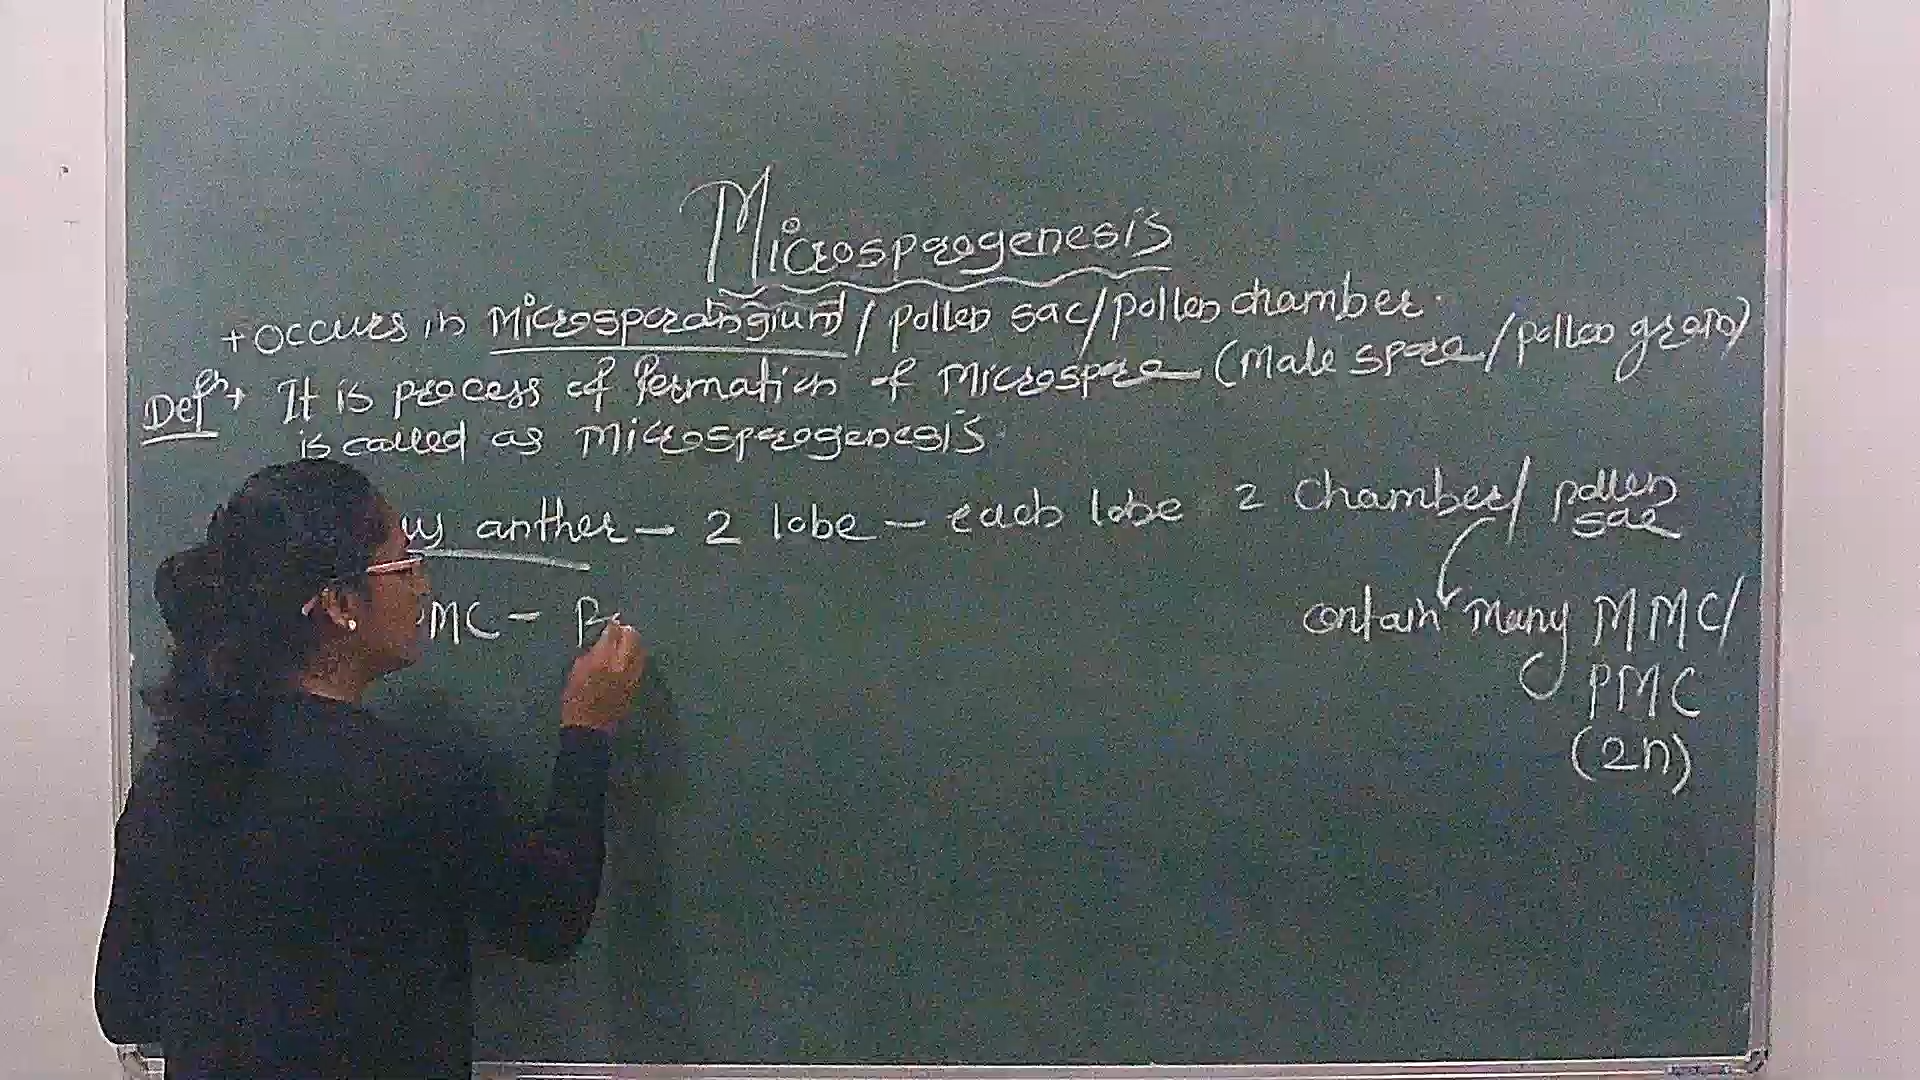 Microsporogenesis
+ Occurs in Microsporangium / pollen sac / pollen chamber.
Defn + It is process of formation of Microspore (Male spore / pollen grain)
is called as Microsporogenesis.
anther – 2 lobe – each lobe 2 Chamber / pollen sac
contain many MMC /
PMC
(2n)
MC –